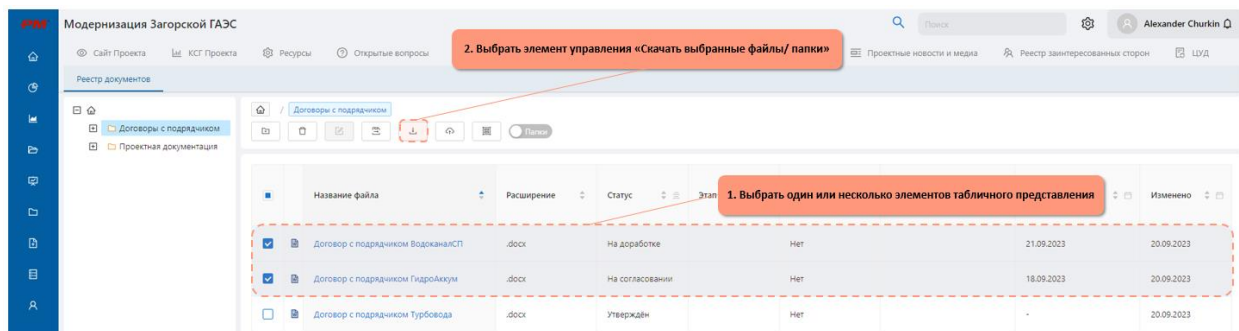 PM
Модернизация Загорской ГАЭС
Поиск
Alexander Churkin
Сайт Проекта
КСГ Проекта
Ресурсы
Открытые вопросы
2. Выбрать элемент управления «Скачать выбранные файлы/ папки»
Проектные новости и медиа
Реестр заинтересованных сторон
ЦУД
Реестр документов
Договоры с подрядчиком
Проектная документация
/ Договоры с подрядчиком
Папки
Название файла
Расширение
Статус
Этап
1. Выбрать один или несколько элементов табличного представления
Изменено
Договор с подрядчиком ВодоканалСП .docx На доработке Нет 21.09.2023 20.09.2023
Договор с подрядчиком ГидроАккум .docx На согласовании Нет 18.09.2023 20.09.2023
Договор с подрядчиком Турбовода .docx Утверждён Нет - 20.09.2023